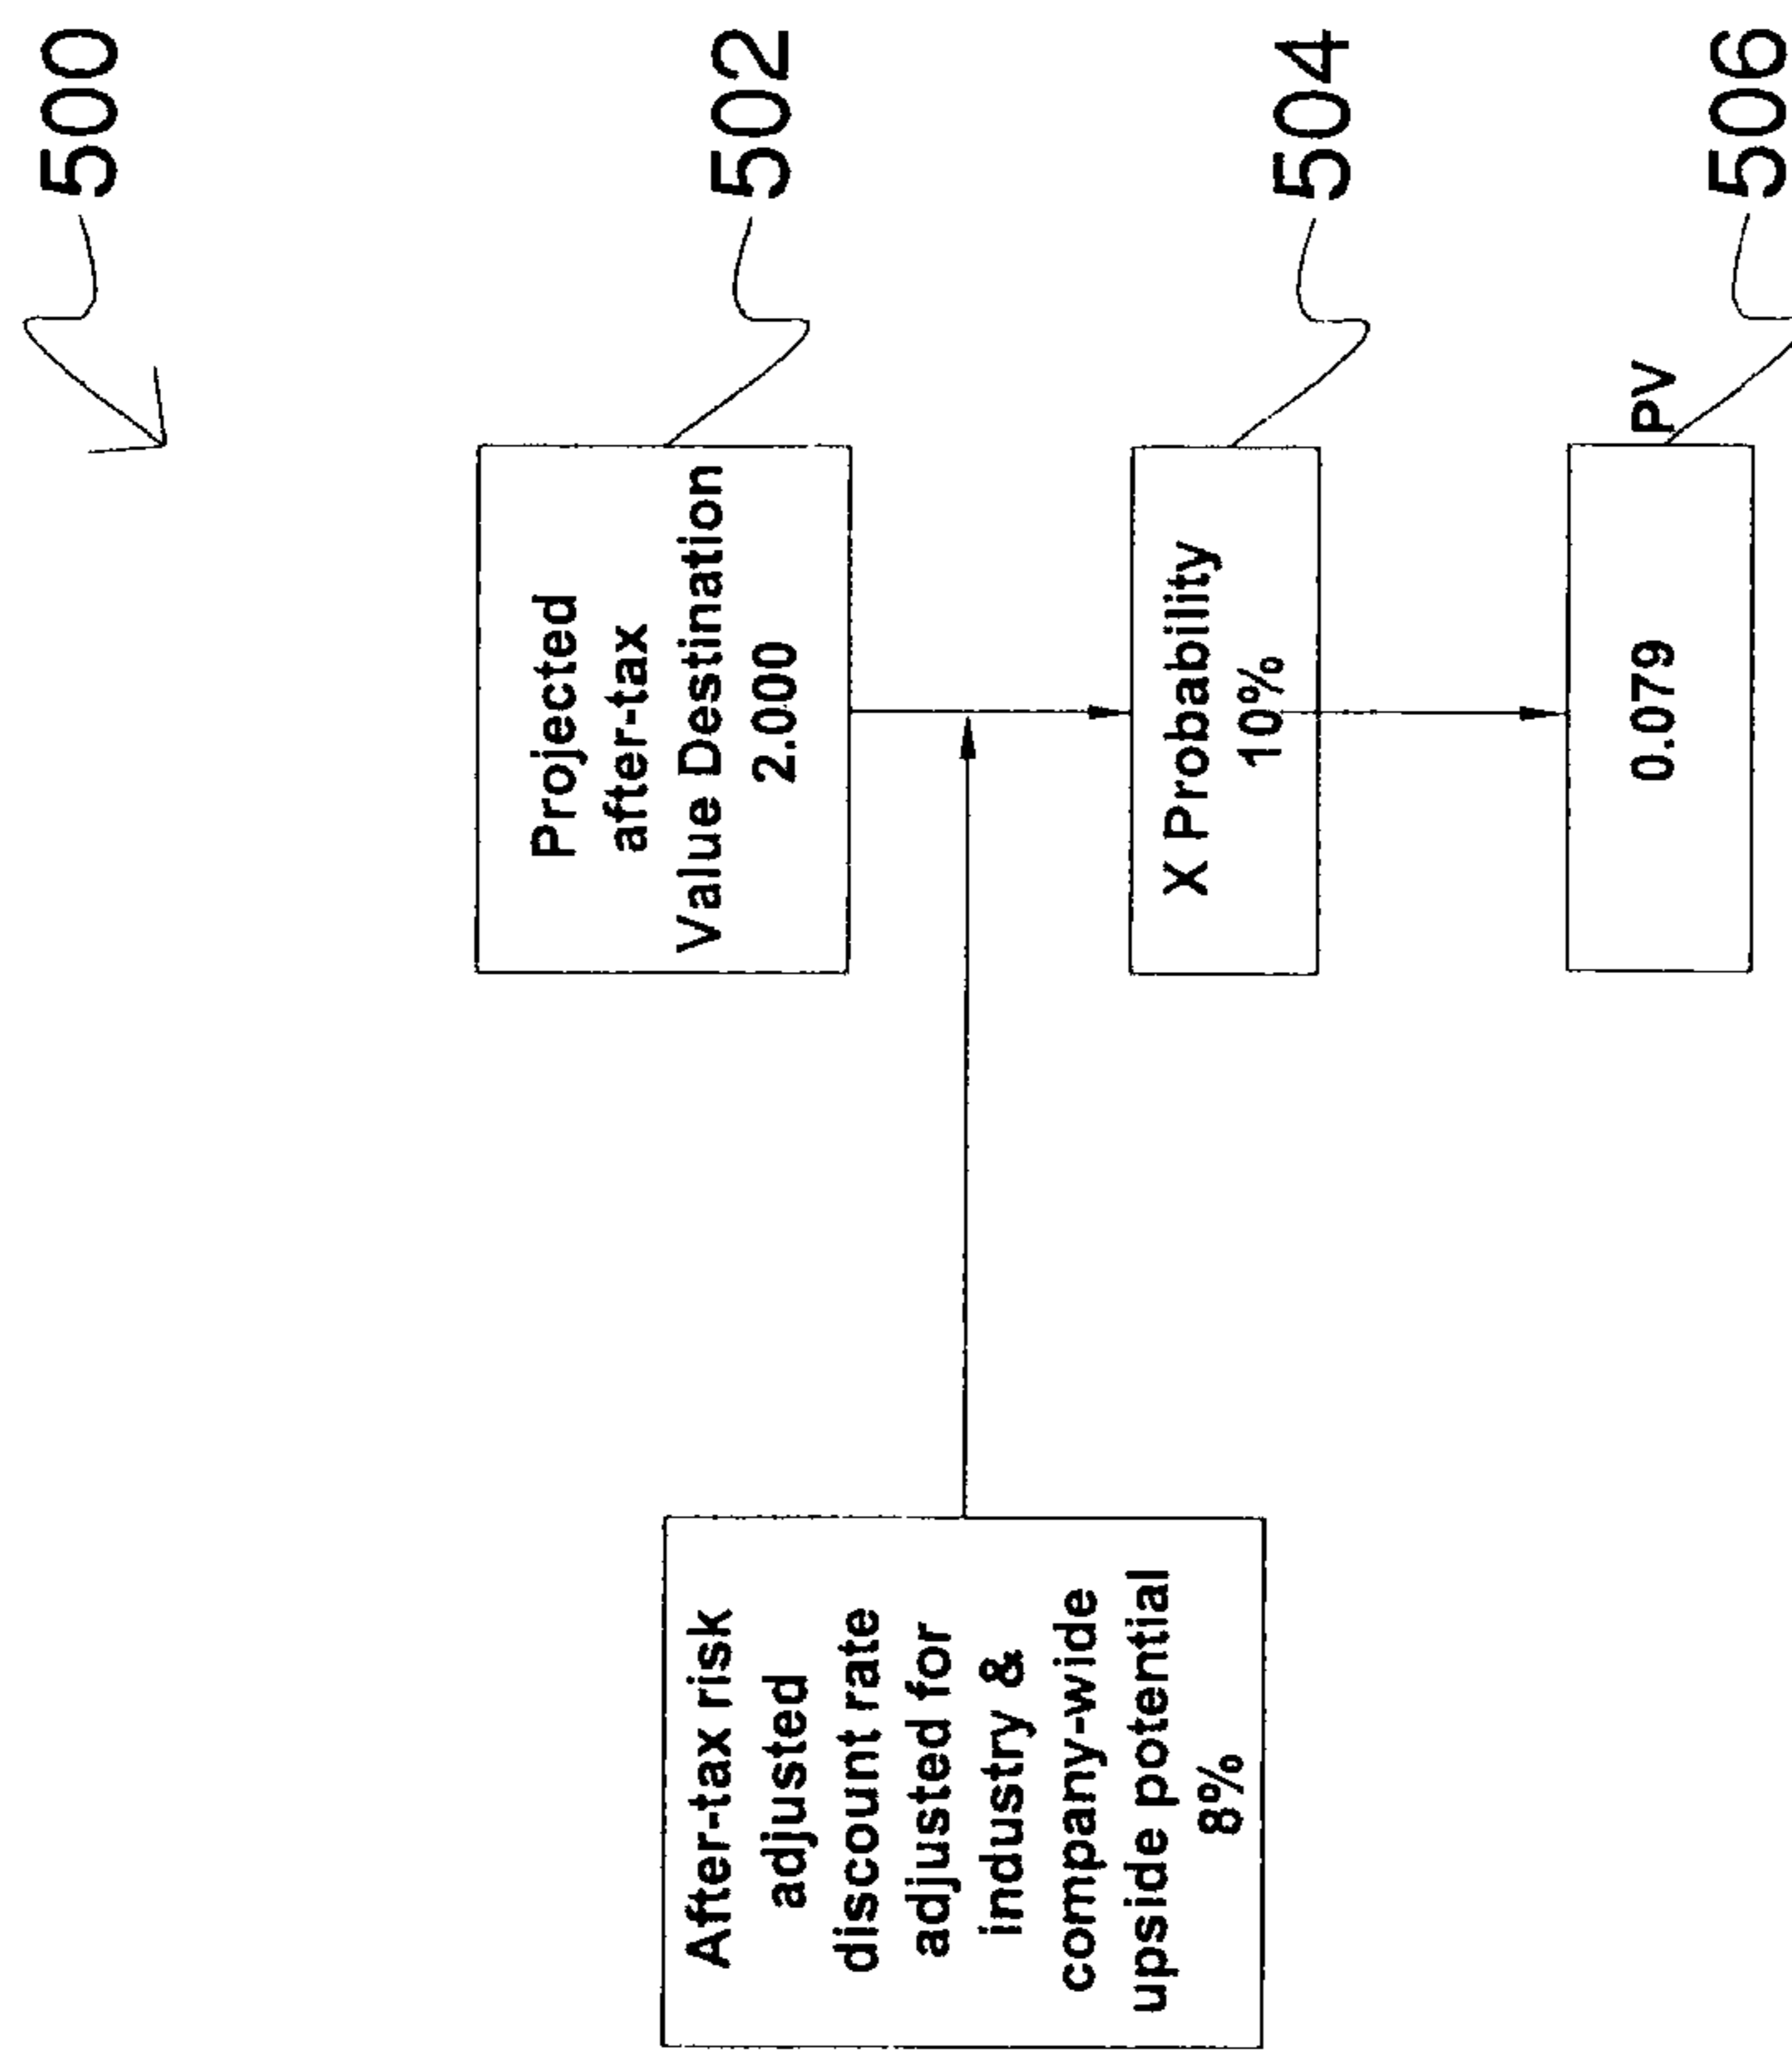 500
Projected
after-tax
Value Destination
2.000
502
After-tax risk
adjusted
discount rate
adjusted for
industry &
company-wide
upside potential
8%
X Probability
10%
504
0.079
PV
506